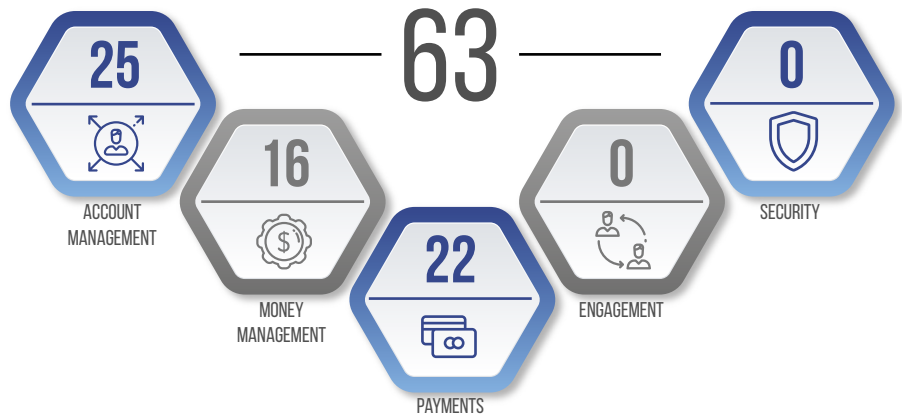 63
25
ACCOUNT
MANAGEMENT
16
$
MONEY
MANAGEMENT
22
PAYMENTS
0
ENGAGEMENT
0
SECURITY